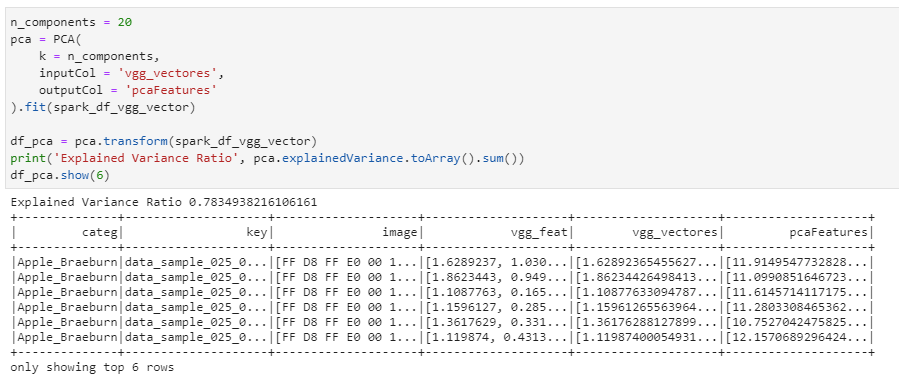 n_components = 20
pca = PCA(
    k = n_components,
    inputCol = 'vgg_vectores',
    outputCol = 'pcaFeatures'
).fit(spark_df_vgg_vector)

df_pca = pca.transform(spark_df_vgg_vector)
print('Explained Variance Ratio', pca.explainedVariance.toArray().sum())
df_pca.show(6)
Explained Variance Ratio 0.7834938216106161
+--------------+--------------------+--------------------+--------------------+--------------------+--------------------+
|         categ|                 key|               image|            vgg_feat|        vgg_vectores|         pcaFeatures|
+--------------+--------------------+--------------------+--------------------+--------------------+--------------------+
|Apple_Braeburn|data_sample_025_0...|[FF D8 FF E0 00 1...|[1.6289237, 1.030...|[1.62892365455627...|[11.9149547732828...|
|Apple_Braeburn|data_sample_025_0...|[FF D8 FF E0 00 1...|[1.8623443, 0.949...|[1.86234426498413...|[11.0990851646723...|
|Apple_Braeburn|data_sample_025_0...|[FF D8 FF E0 00 1...|[1.1087763, 0.165...|[1.10877633094787...|[11.6145714117175...|
|Apple_Braeburn|data_sample_025_0...|[FF D8 FF E0 00 1...|[1.1596127, 0.285...|[1.15961265563964...|[11.2803308465362...|
|Apple_Braeburn|data_sample_025_0...|[FF D8 FF E0 00 1...|[1.3617629, 0.331...|[1.36176288127899...|[10.7527042475825...|
|Apple_Braeburn|data_sample_025_0...|[FF D8 FF E0 00 1...|[1.119874, 0.4313...|[1.11987400054931...|[12.1570689296424...|
+--------------+--------------------+--------------------+--------------------+--------------------+--------------------+
only showing top 6 rows